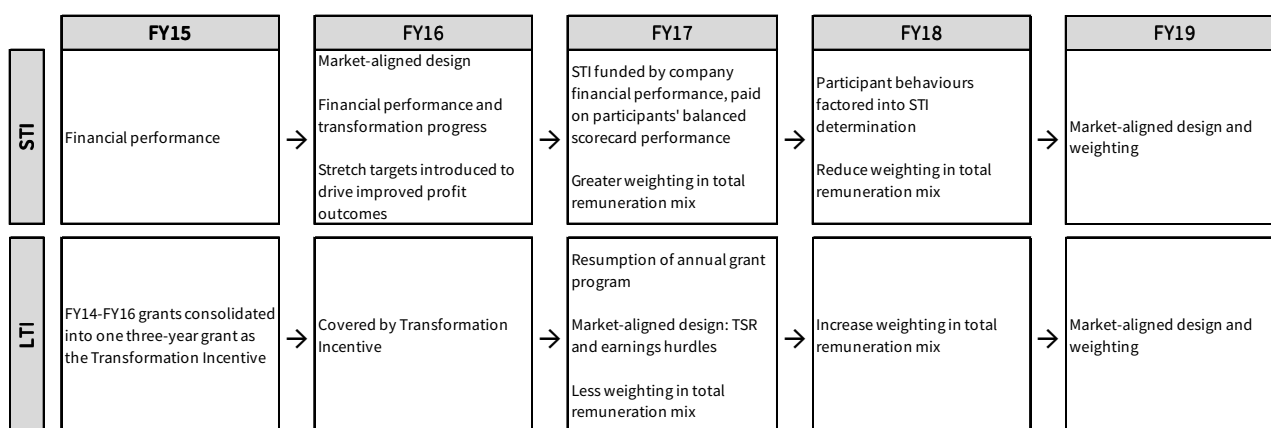 FY15
FY16
FY17
FY18
FY19
STI
Financial performance
Market-aligned design
Financial performance and
transformation progress
Stretch targets introduced to
drive improved profit
outcomes
STI funded by company
financial performance, paid
on participants' balanced
scorecard performance
Greater weighting in total
remuneration mix
Participant behaviours
factored into STI
determination
Reduce weighting in total
remuneration mix
Market-aligned design and
weighting
LTI
FY14-FY16 grants consolidated
into one three-year grant as
the Transformation Incentive
Covered by Transformation
Incentive
Resumption of annual grant
program
Market-aligned design: TSR
and earnings hurdles
Less weighting in total
remuneration mix
Increase weighting in total
remuneration mix
Market-aligned design and
weighting